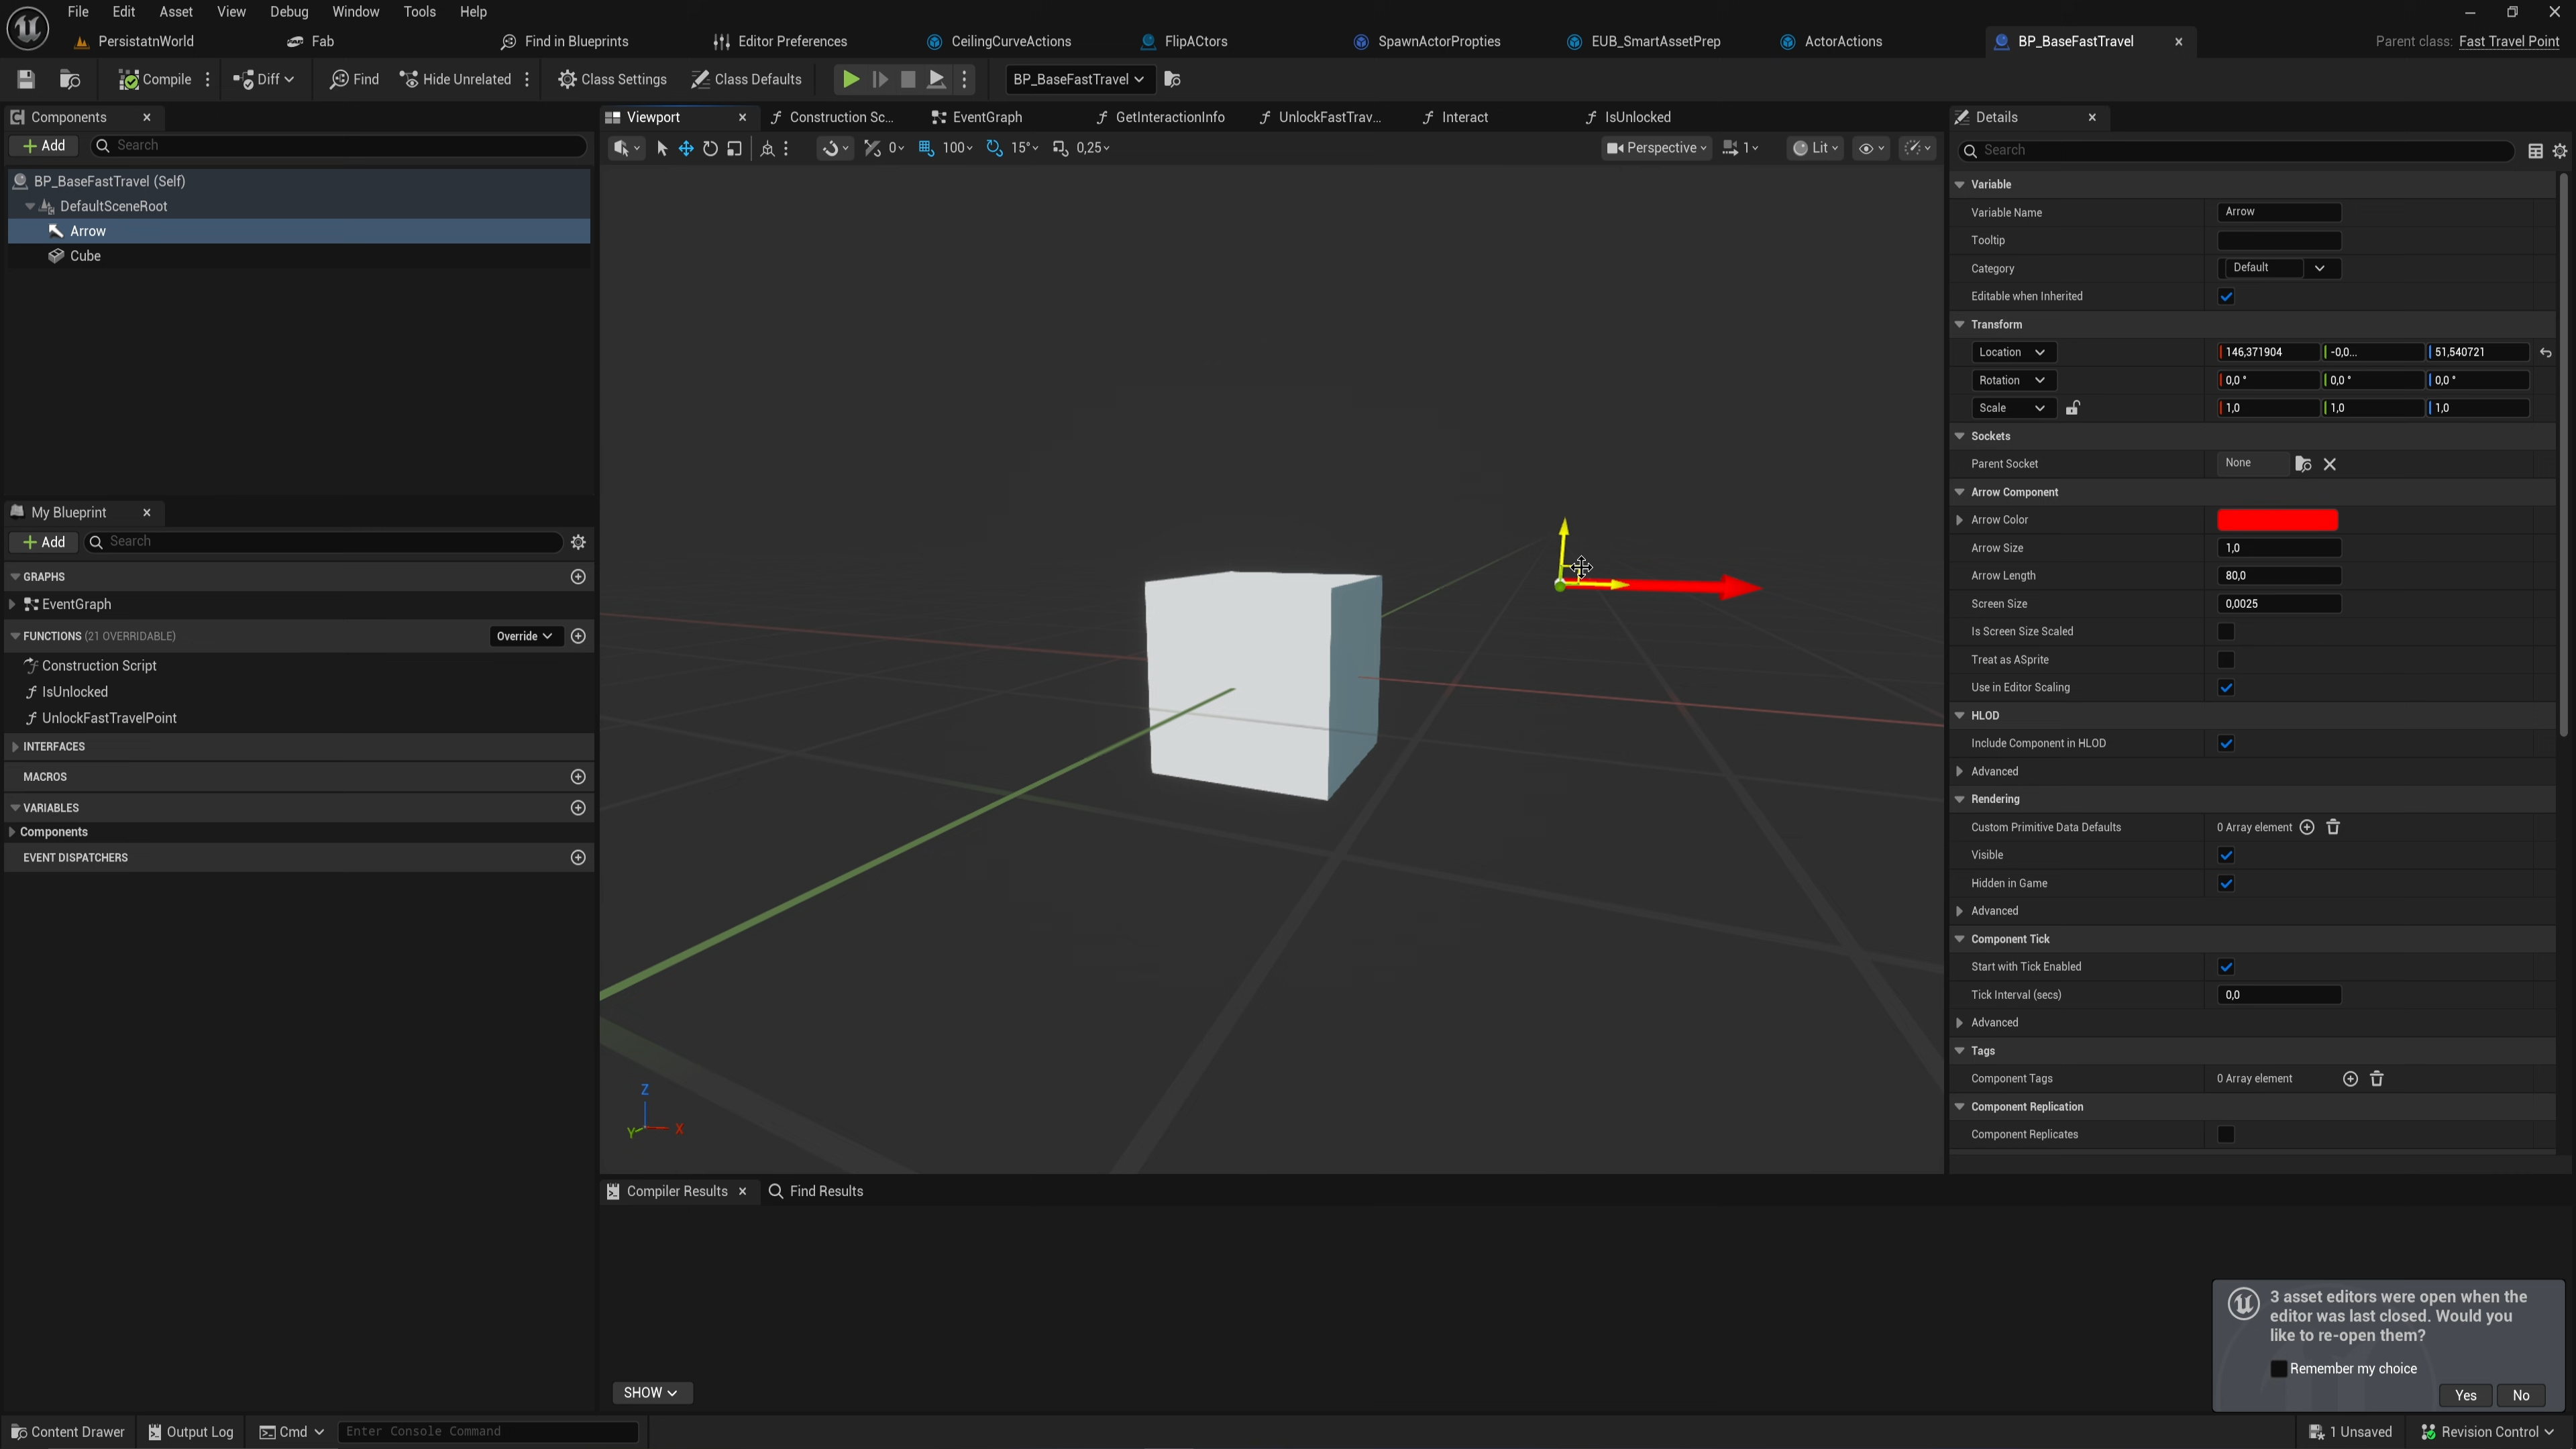 File Edit Asset View Debug Window Tools Help
PersistatnWorld Fab Find in Blueprints Editor Preferences CeilingCurveActions FlipACtors SpawnActorPropties EUB_SmartAssetPrep ActorActions BP_BaseFastTravel Parent class: Fast Travel Point
Compile Diff Find Hide Unrelated Class Settings Class Defaults BP_BaseFastTravel
Components
Add Search
BP_BaseFastTravel (Self)
DefaultSceneRoot
Arrow
Cube
My Blueprint
Add Search
GRAPHS
EventGraph
FUNCTIONS (21 OVERRIDABLE) Override
Construction Script
IsUnlocked
UnlockFastTravelPoint
INTERFACES
MACROS
VARIABLES
Components
EVENT DISPATCHERS
Viewport Construction Sc... EventGraph GetInteractionInfo UnlockFastTrav... Interact IsUnlocked
0 100 15° 0,25 Perspective 1 Lit
Z
Y X
Compiler Results Find Results
SHOW
Details
Search
Variable
Variable Name Arrow
Tooltip
Category Default
Editable when Inherited
Transform
Location 146,371904 -0,0... 51,540721
Rotation 0,0 ° 0,0 ° 0,0 °
Scale 1,0 1,0 1,0
Sockets
Parent Socket None
Arrow Component
Arrow Color
Arrow Size 1,0
Arrow Length 80,0
Screen Size 0,0025
Is Screen Size Scaled
Treat as ASprite
Use in Editor Scaling
HLOD
Include Component in HLOD
Advanced
Rendering
Custom Primitive Data Defaults 0 Array element
Visible
Hidden in Game
Advanced
Component Tick
Start with Tick Enabled
Tick Interval (secs) 0,0
Advanced
Tags
Component Tags 0 Array element
Component Replication
Component Replicates
3 asset editors were open when the
editor was last closed. Would you
like to re-open them?
Remember my choice
Yes No
Content Drawer Output Log Cmd Enter Console Command 1 Unsaved Revision Control